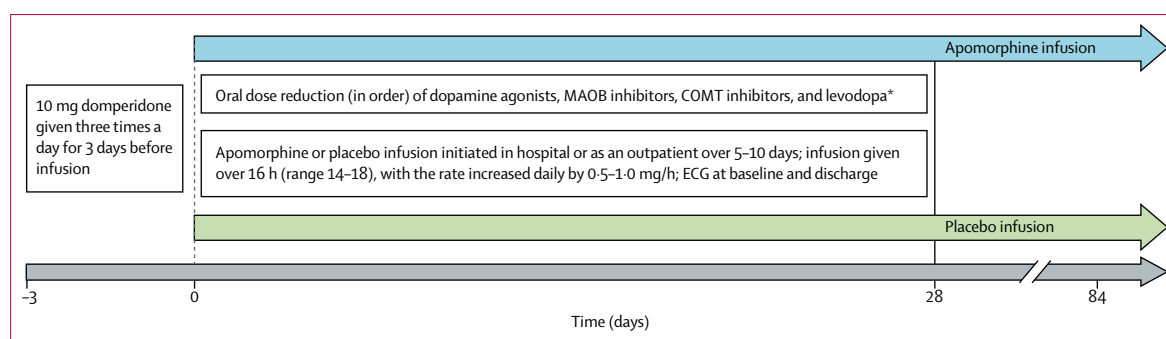 Apomorphine infusion
10 mg domperidone
given three times a
day for 3 days before
infusion
Oral dose reduction (in order) of dopamine agonists, MAOB inhibitors, COMT inhibitors, and levodopa*
Apomorphine or placebo infusion initiated in hospital or as an outpatient over 5–10 days; infusion given
over 16 h (range 14–18), with the rate increased daily by 0·5–1·0 mg/h; ECG at baseline and discharge
Placebo infusion
–3 0 28 84
Time (days)